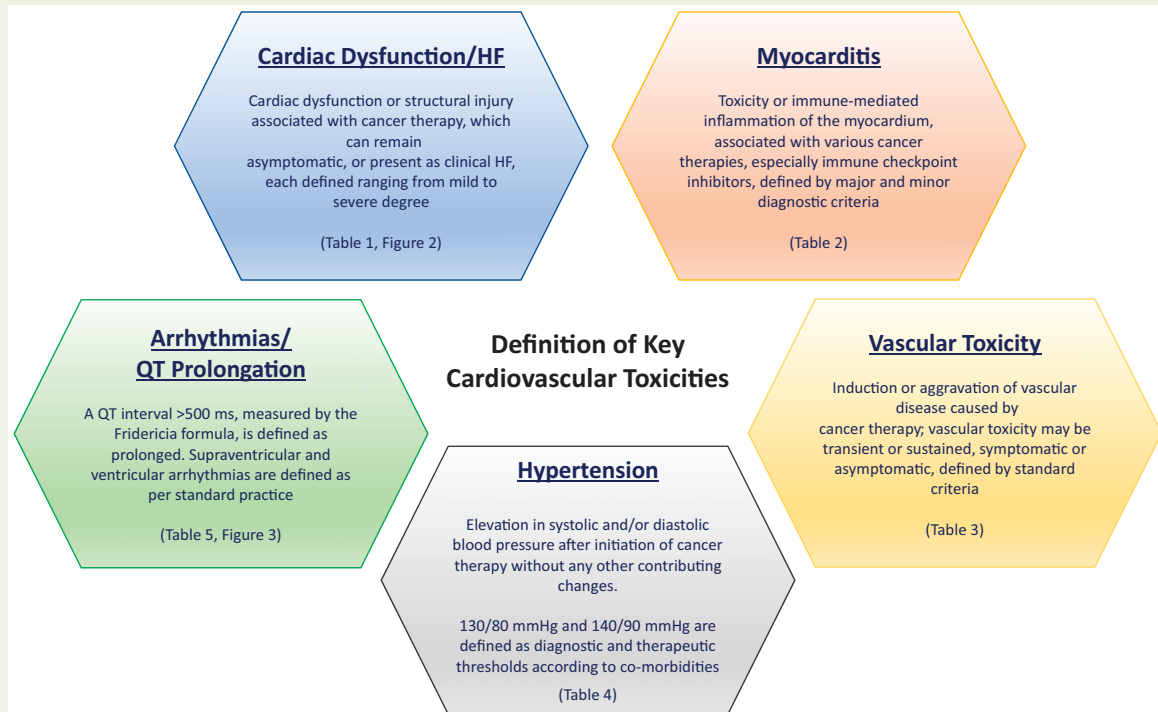 Cardiac Dysfunction/HF
Cardiac dysfunction or structural injury
associated with cancer therapy, which
can remain
asymptomatic, or present as clinical HF,
each defined ranging from mild to
severe degree
(Table 1, Figure 2)
Myocarditis
Toxicity or immune-mediated
inflammation of the myocardium,
associated with various cancer
therapies, especially immune checkpoint
inhibitors, defined by major and minor
diagnostic criteria
(Table 2)
Arrhythmias/
QT Prolongation
A QT interval >500 ms, measured by the
Fridericia formula, is defined as
prolonged. Supraventricular and
ventricular arrhythmias are defined as
per standard practice
(Table 5, Figure 3)
Definition of Key
Cardiovascular Toxicities
Vascular Toxicity
Induction or aggravation of vascular
disease caused by
cancer therapy; vascular toxicity may be
transient or sustained, symptomatic or
asymptomatic, defined by standard
criteria
(Table 3)
Hypertension
Elevation in systolic and/or diastolic
blood pressure after initiation of cancer
therapy without any other contributing
changes.
130/80 mmHg and 140/90 mmHg are
defined as diagnostic and therapeutic
thresholds according to co-morbidities
(Table 4)